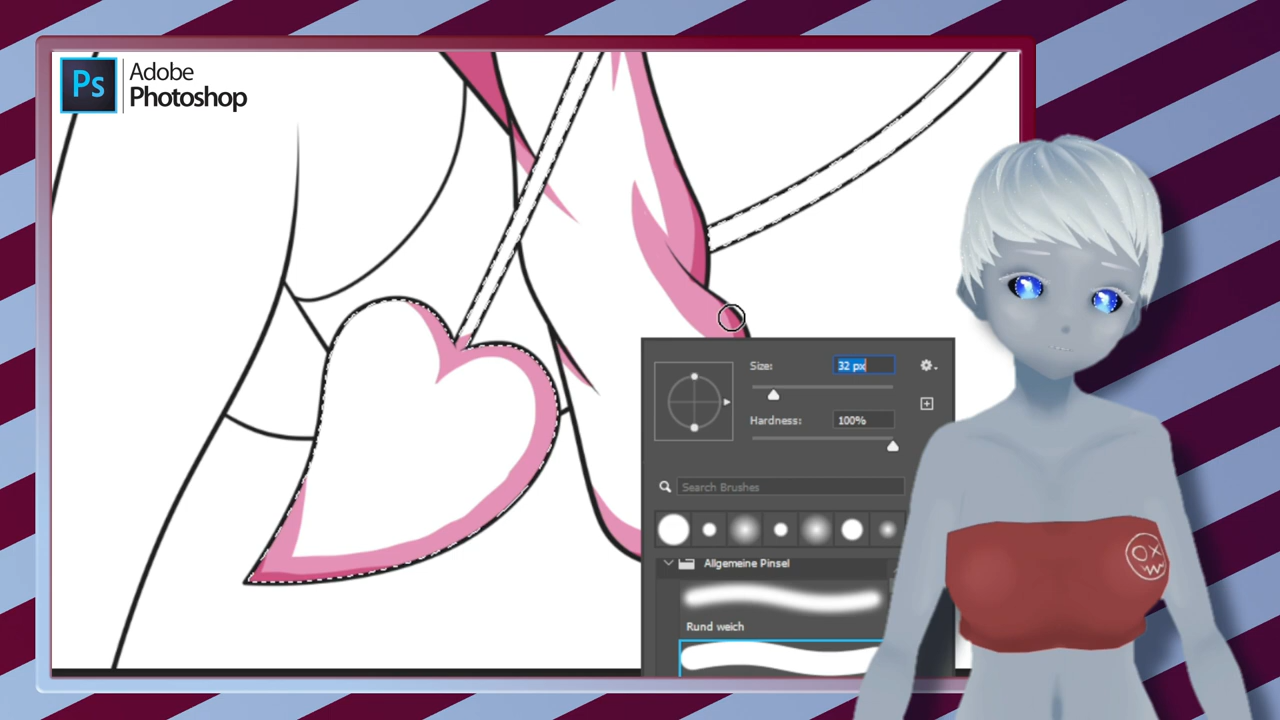 Ps
Adobe
Photoshop
Size:
32 px
Hardness:
100%
Search Brushes
Allgemeine Pinsel
Rund weich